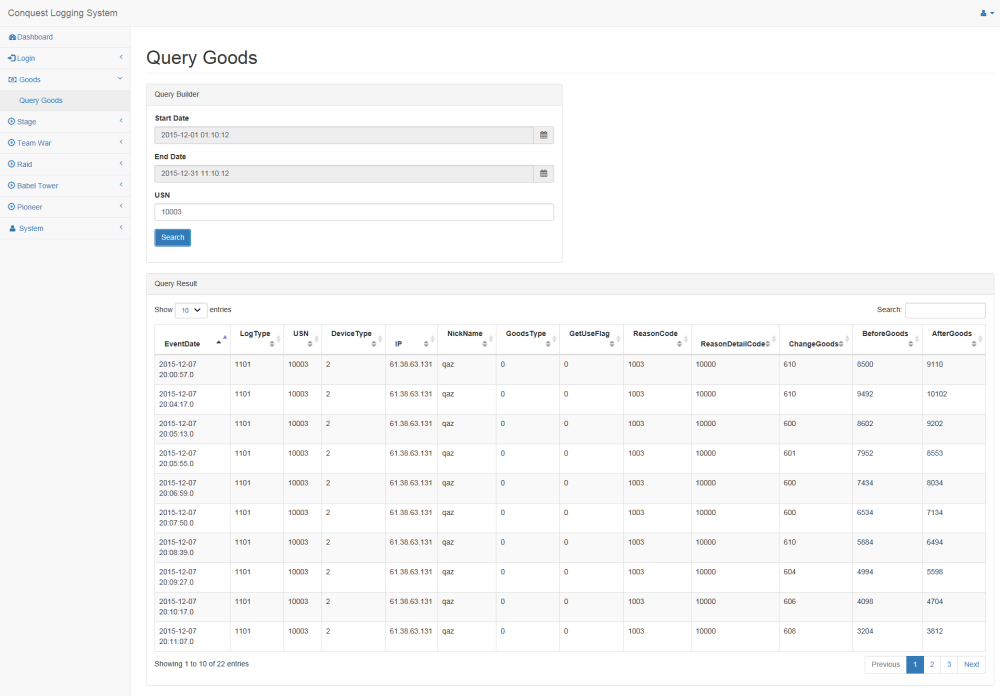 Conquest Logging System
Dashboard
Login
Goods
Query Goods
Stage
Team War
Raid
Babel Tower
Pioneer
System
Query Goods
Query Builder
Start Date
2015-12-01 01:10:12
End Date
2015-12-31 11:10:12
USN
10003
Search
Query Result
Show 10 entries Search:
EventDate LogType USN DeviceType IP NickName GoodsType GetUseFlag ReasonCode ReasonDetailCode ChangeGoods BeforeGoods AfterGoods
2015-12-07 1101 10003 2 61.38.63.131 qaz 0 0 1003 10000 610 8500 9110
20:00:57.0
2015-12-07 1101 10003 2 61.38.63.131 qaz 0 0 1003 10000 610 9492 10102
20:04:17.0
2015-12-07 1101 10003 2 61.38.63.131 qaz 0 0 1003 10000 600 8602 9202
20:05:13.0
2015-12-07 1101 10003 2 61.38.63.131 qaz 0 0 1003 10000 601 7952 8553
20:05:55.0
2015-12-07 1101 10003 2 61.38.63.131 qaz 0 0 1003 10000 600 7434 8034
20:06:59.0
2015-12-07 1101 10003 2 61.38.63.131 qaz 0 0 1003 10000 600 6534 7134
20:07:50.0
2015-12-07 1101 10003 2 61.38.63.131 qaz 0 0 1003 10000 610 5884 6494
20:08:39.0
2015-12-07 1101 10003 2 61.38.63.131 qaz 0 0 1003 10000 604 4994 5598
20:09:27.0
2015-12-07 1101 10003 2 61.38.63.131 qaz 0 0 1003 10000 606 4098 4704
20:10:17.0
2015-12-07 1101 10003 2 61.38.63.131 qaz 0 0 1003 10000 608 3204 3812
20:11:07.0
Showing 1 to 10 of 22 entries Previous 1 2 3 Next